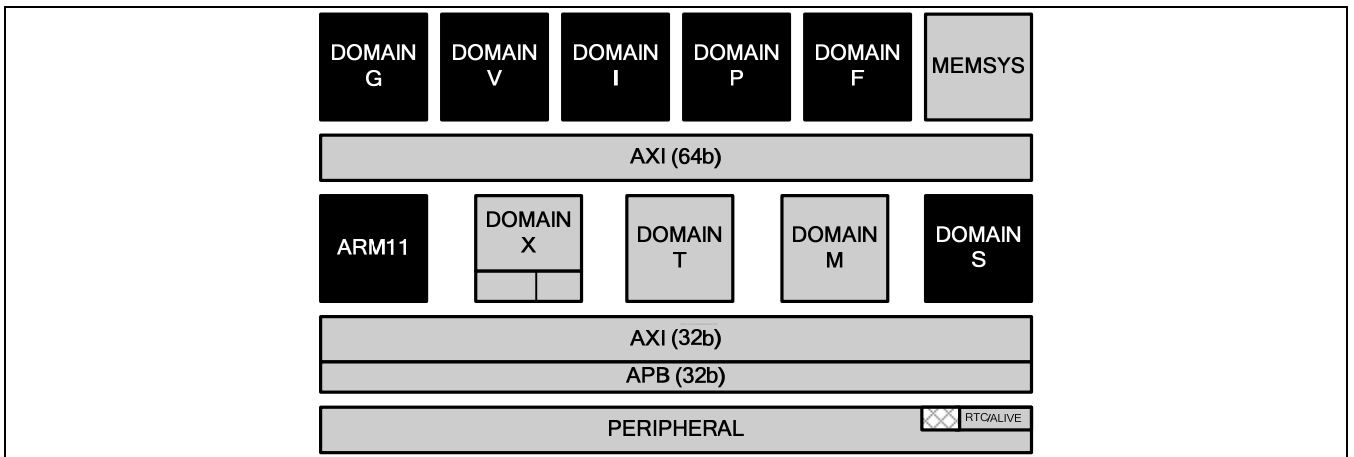 DOMAIN
G
DOMAIN
V
DOMAIN
I
DOMAIN
P
DOMAIN
F
MEMSYS
AXI (64b)
ARM11
DOMAIN
X
DOMAIN
T
DOMAIN
M
DOMAIN
S
AXI (32b)
APB (32b)
RTC/ALIVE
PERIPHERAL